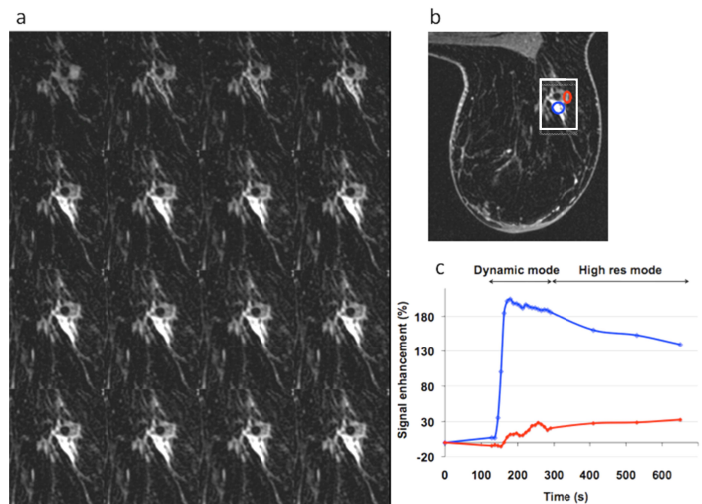 a
b
c
Dynamic mode
High res mode
Signal enhancement (%)
180
130
80
30
-20
0 100 200 300 400 500 600
Time (s)